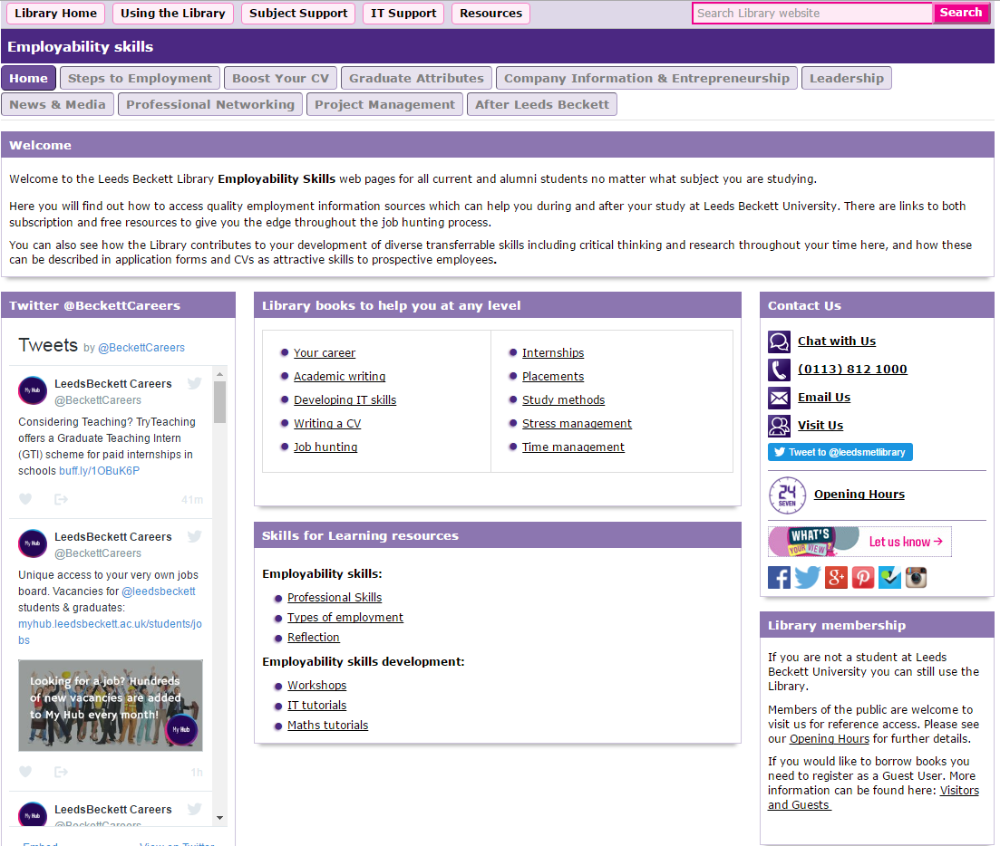 Library Home Using the Library Subject Support IT Support Resources Search Library website Search
Employability skills
Home Steps to Employment Boost Your CV Graduate Attributes Company Information & Entrepreneurship Leadership
News & Media Professional Networking Project Management After Leeds Beckett
Welcome
Welcome to the Leeds Beckett Library Employability Skills web pages for all current and alumni students no matter what subject you are studying.
Here you will find out how to access quality employment information sources which can help you during and after your study at Leeds Beckett University. There are links to both
subscription and free resources to give you the edge throughout the job hunting process.
You can also see how the Library contributes to your development of diverse transferrable skills including critical thinking and research throughout your time here, and how these
can be described in application forms and CVs as attractive skills to prospective employees.
Twitter @BeckettCareers
Tweets by @BeckettCareers
LeedsBeckett Careers
My Hub
@BeckettCareers
Considering Teaching? TryTeaching
offers a Graduate Teaching Intern
(GTI) scheme for paid internships in
schools buff.ly/1OBuK6P
41m
LeedsBeckett Careers
My Hub
@BeckettCareers
Unique access to your very own jobs
board. Vacancies for @leedsbeckett
students & graduates:
myhub.leedsbeckett.ac.uk/students/jo
bs
Looking for a job? Hundreds
of new vacancies are added
to My Hub every month!
My Hub
1h
LeedsBeckett Careers
My Hub
@BeckettCareers
Embed View on Twitter
Library books to help you at any level
Your career
Academic writing
Developing IT skills
Writing a CV
Job hunting
Internships
Placements
Study methods
Stress management
Time management
Skills for Learning resources
Employability skills:
Professional Skills
Types of employment
Reflection
Employability skills development:
Workshops
IT tutorials
Maths tutorials
Contact Us
Chat with Us
(0113) 812 1000
Email Us
Visit Us
Tweet to @leedsmetlibrary
24
SEVEN
Opening Hours
WHAT'S
YOUR VIEW
Let us know →
Library membership
If you are not a student at Leeds
Beckett University you can still use the
Library.
Members of the public are welcome to
visit us for reference access. Please see
our Opening Hours for further details.
If you would like to borrow books you
need to register as a Guest User. More
information can be found here: Visitors
and Guests